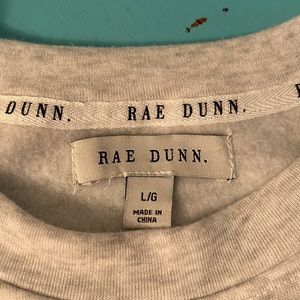 DUNN. RAE DUNN. R
RAE DUNN.
L/G
MADE IN
CHINA